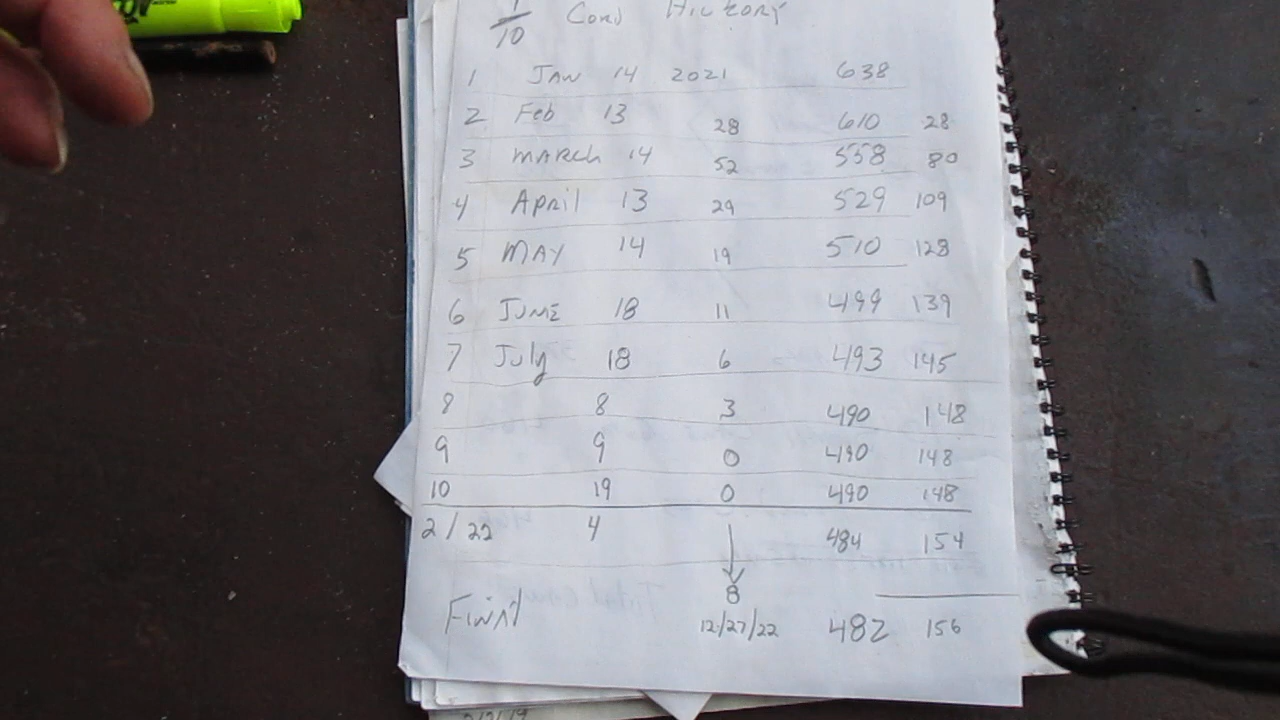 1/10 Cord Hickory
1 JAN 14 2021 638
2 Feb 13 28 610 28
3 MARCH 14 52 558 80
4 April 13 29 529 109
5 MAY 14 19 510 128
6 JUNE 18 11 499 139
7 July 18 6 493 145
8 8 3 490 148
9 9 0 490 148
10 19 0 490 148
2/22 4 484 154
8
Final 12/27/22 482 156